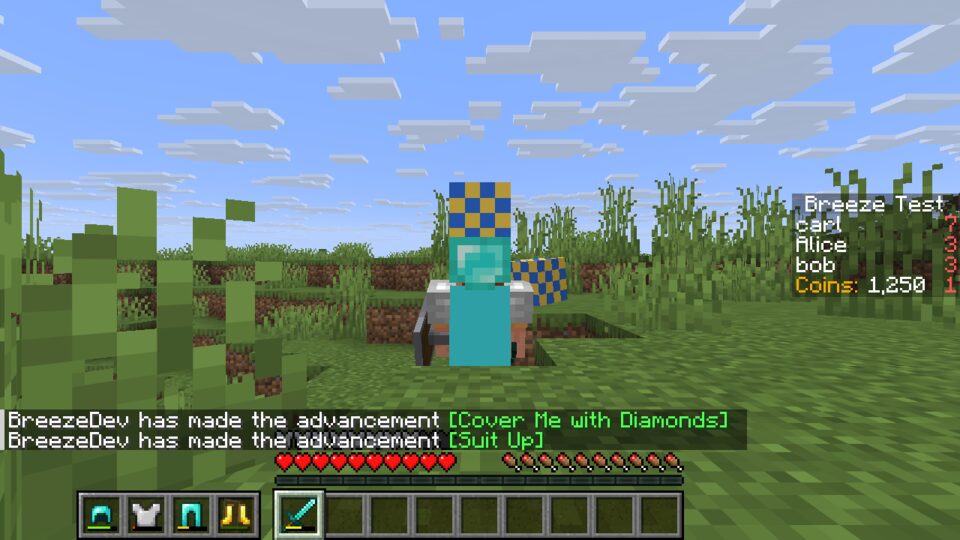 Breeze Test
carl 7
Alice 3
bob 3
Coins: 1,250 1
BreezeDev has made the advancement [Cover Me with Diamonds]
BreezeDev has made the advancement [Suit Up]